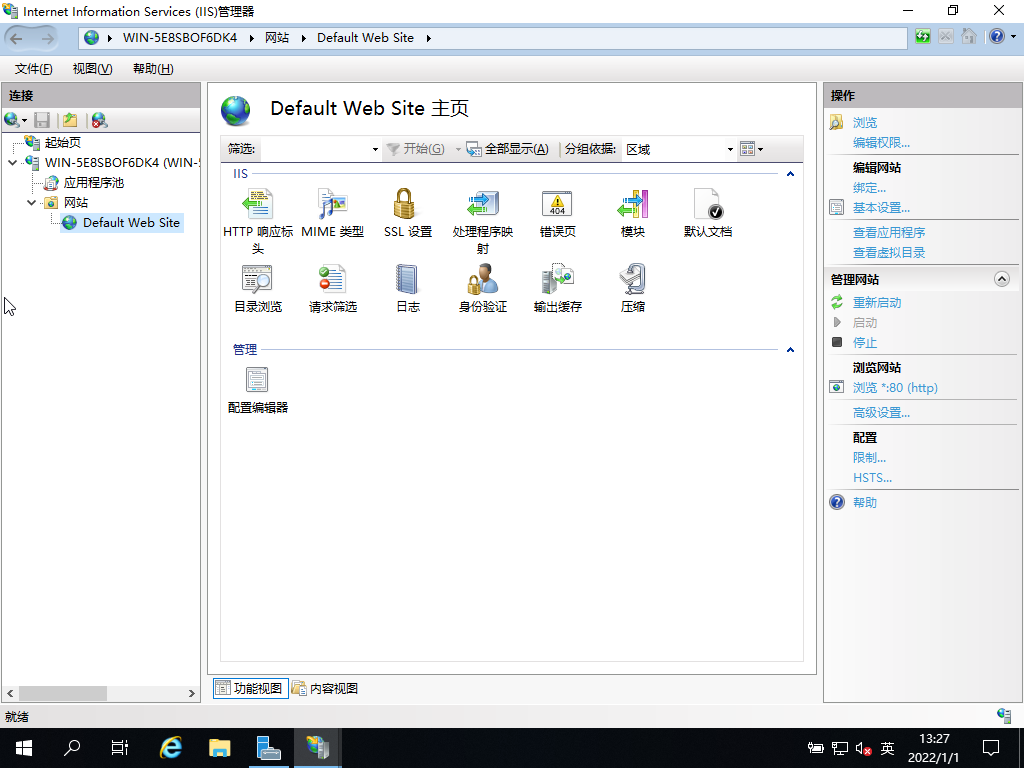 Internet Information Services (IIS)管理器
WIN-5E8SBOF6DK4
网站
Default Web Site
文件(F)
视图(V)
帮助(H)
连接
起始页
WIN-5E8SBOF6DK4 (WIN-5
应用程序池
网站
Default Web Site
Default Web Site 主页
筛选:
开始(G)
全部显示(A)
分组依据:
区域
IIS
HTTP 响应标头
MIME 类型
SSL 设置
处理程序映射
404
错误页
模块
默认文档
目录浏览
请求筛选
日志
身份验证
输出缓存
压缩
管理
配置编辑器
功能视图
内容视图
操作
浏览
编辑权限...
编辑网站
绑定...
基本设置...
查看应用程序
查看虚拟目录
管理网站
重新启动
启动
停止
浏览网站
浏览 *:80 (http)
高级设置...
配置
限制...
HSTS...
帮助
就绪
英
13:27
2022/1/1